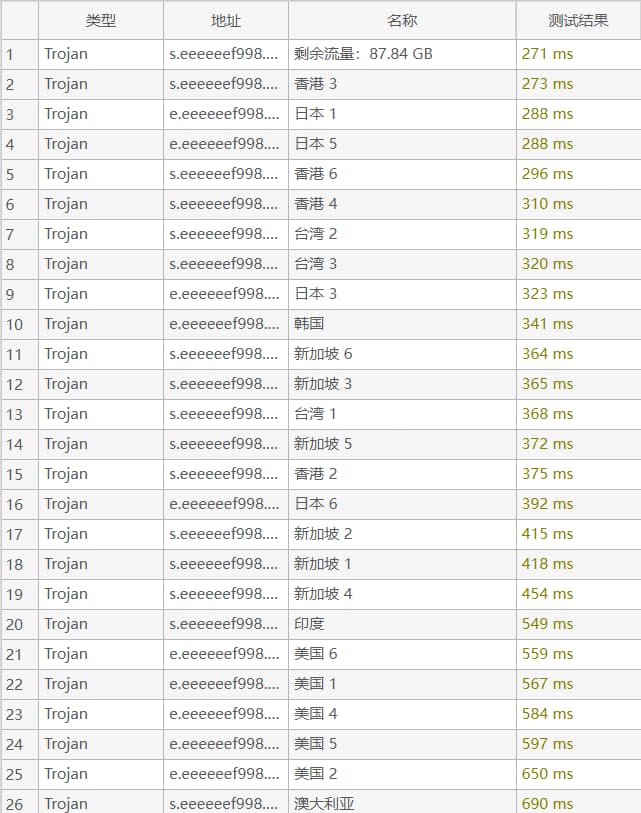 类型 地址 名称 测试结果
1 Trojan s.eeeeeef998.... 剩余流量：87.84 GB 271 ms
2 Trojan s.eeeeeef998.... 香港 3 273 ms
3 Trojan e.eeeeeef998.... 日本 1 288 ms
4 Trojan e.eeeeeef998.... 日本 5 288 ms
5 Trojan s.eeeeeef998.... 香港 6 296 ms
6 Trojan s.eeeeeef998.... 香港 4 310 ms
7 Trojan s.eeeeeef998.... 台湾 2 319 ms
8 Trojan s.eeeeeef998.... 台湾 3 320 ms
9 Trojan e.eeeeeef998.... 日本 3 323 ms
10 Trojan e.eeeeeef998.... 韩国 341 ms
11 Trojan s.eeeeeef998.... 新加坡 6 364 ms
12 Trojan s.eeeeeef998.... 新加坡 3 365 ms
13 Trojan s.eeeeeef998.... 台湾 1 368 ms
14 Trojan s.eeeeeef998.... 新加坡 5 372 ms
15 Trojan s.eeeeeef998.... 香港 2 375 ms
16 Trojan e.eeeeeef998.... 日本 6 392 ms
17 Trojan s.eeeeeef998.... 新加坡 2 415 ms
18 Trojan s.eeeeeef998.... 新加坡 1 418 ms
19 Trojan s.eeeeeef998.... 新加坡 4 454 ms
20 Trojan s.eeeeeef998.... 印度 549 ms
21 Trojan e.eeeeeef998.... 美国 6 559 ms
22 Trojan e.eeeeeef998.... 美国 1 567 ms
23 Trojan e.eeeeeef998.... 美国 4 584 ms
24 Trojan e.eeeeeef998.... 美国 5 597 ms
25 Trojan e.eeeeeef998.... 美国 2 650 ms
26 Trojan s.eeeeeef998.... 澳大利亚 690 ms